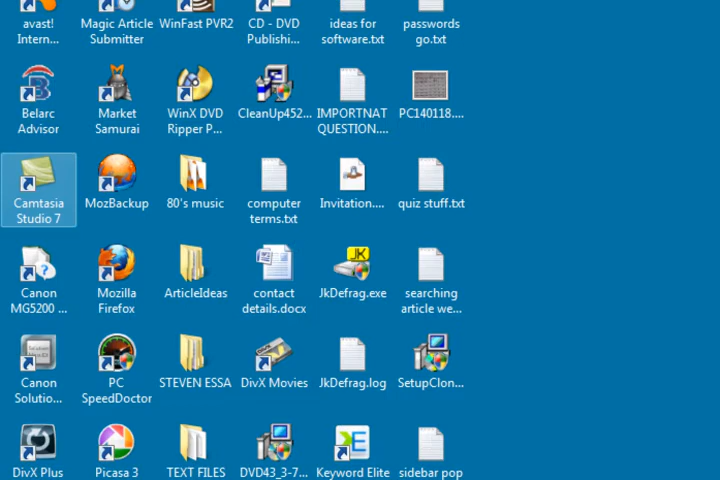 avast!
Intern...
Magic Article
Submitter
WinFast PVR2
CD - DVD
Publishi...
ideas for
software.txt
passwords
go.txt
Belarc
Advisor
Market
Samurai
WinX DVD
Ripper P...
CleanUp452...
IMPORTNAT
QUESTION....
PC140118....
Camtasia
Studio 7
MozBackup
80's music
computer
terms.txt
Invitation....
quiz stuff.txt
Canon
MG5200 ...
Mozilla
Firefox
ArticleIdeas
contact
details.docx
JK
JkDefrag.exe
searching
article we...
Canon
Solutio...
PC
SpeedDoctor
STEVEN ESSA
DivX Movies
JkDefrag.log
SetupClon...
DivX Plus
Picasa 3
TEXT FILES
DVD43_3-7...
Keyword Elite
sidebar pop